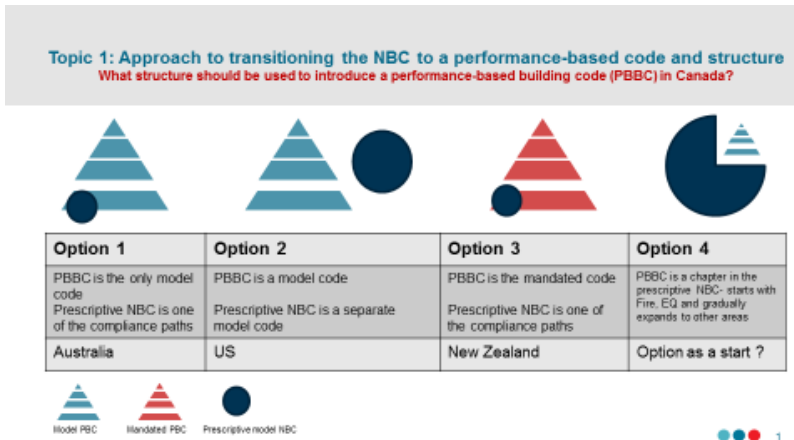 Topic 1: Approach to transitioning the NBC to a performance-based code and structure
What structure should be used to introduce a performance-based building code (PBBC) in Canada?
Option 1
Option 2
Option 3
Option 4
PBBC is the only model
code
Prescriptive NBC is one
of the compliance paths
PBBC is a model code
Prescriptive NBC is a separate
model code
PBBC is the mandated code
Prescriptive NBC is one of
the compliance paths
PBBC is a chapter in the
prescriptive NBC- starts with
Fire, EQ and gradually
expands to other areas
Australia
US
New Zealand
Option as a start ?
Model PBC
Mandated PBC
Prescriptive model NBC
1